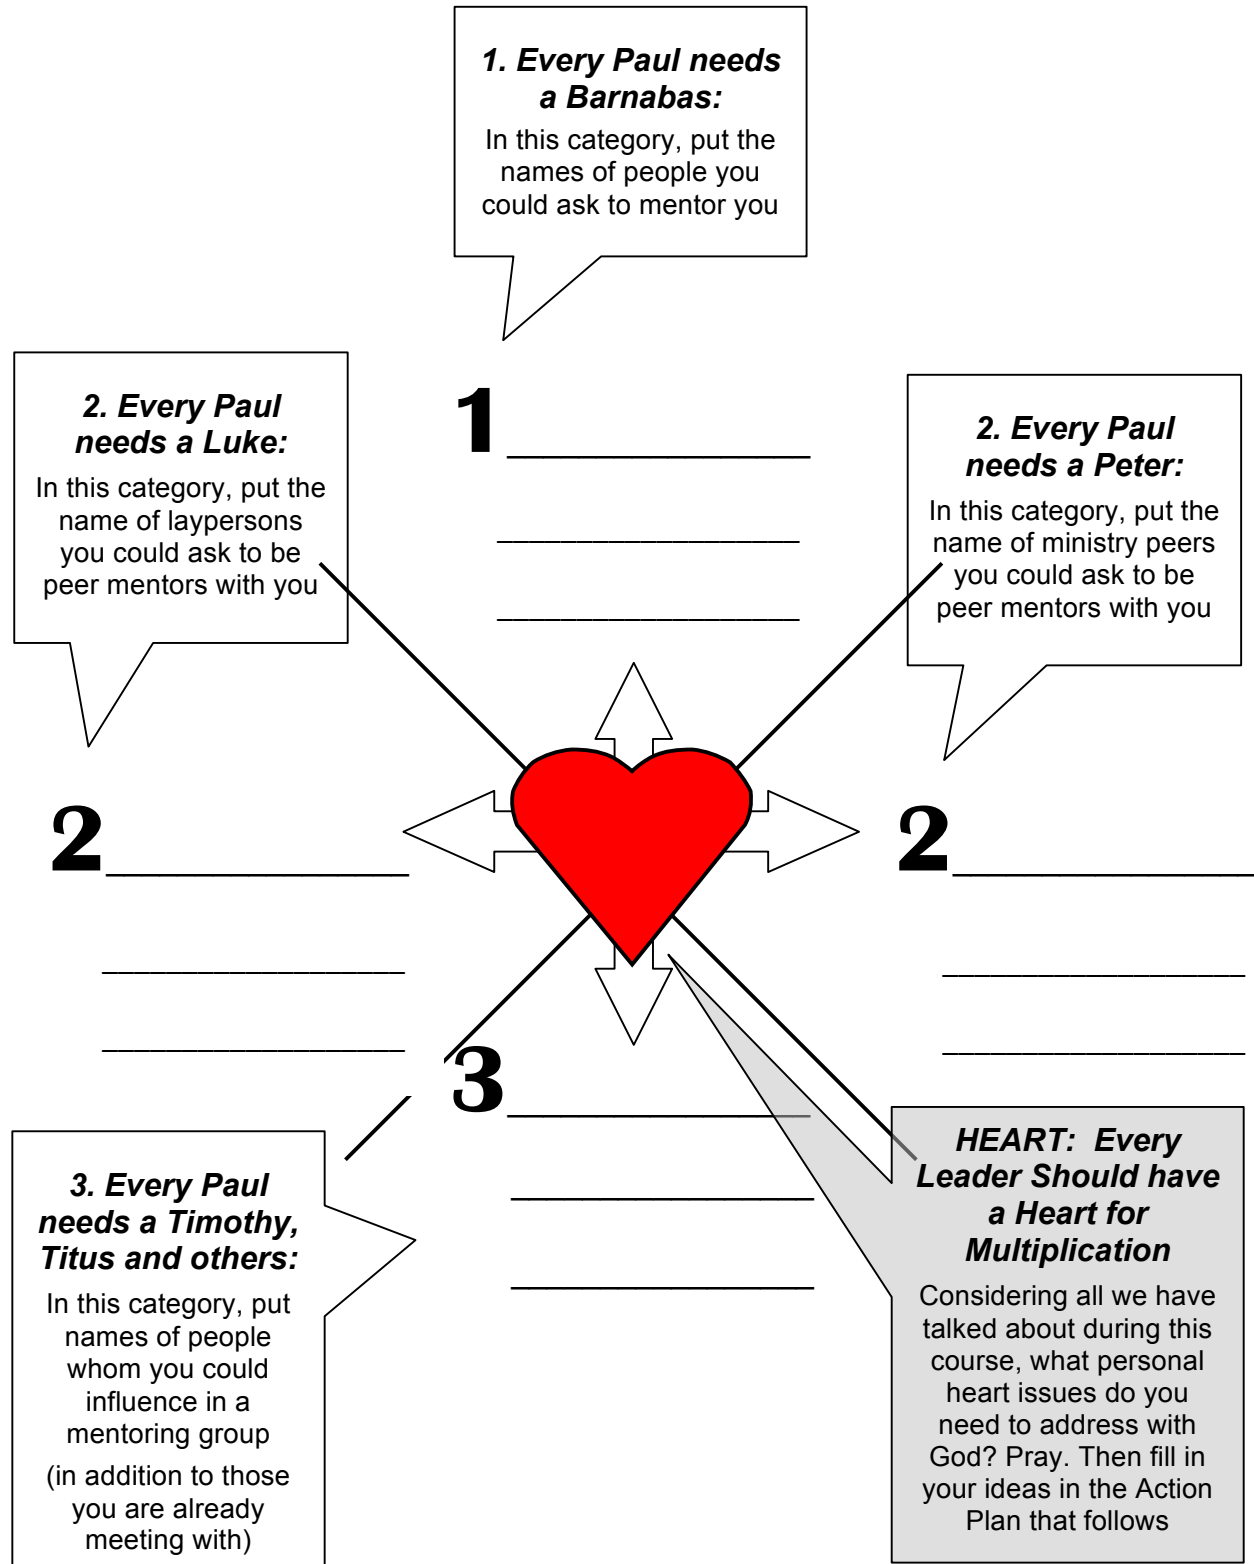 1. Every Paul needs
a Barnabas:
In this category, put the
names of people you
could ask to mentor you
1
2. Every Paul
needs a Luke:
In this category, put the
name of laypersons
you could ask to be
peer mentors with you
2. Every Paul
needs a Peter:
In this category, put the
name of ministry peers
you could ask to be
peer mentors with you
2
2
3
3. Every Paul
needs a Timothy,
Titus and others:
In this category, put
names of people
whom you could
influence in a
mentoring group
(in addition to those
you are already
meeting with)
HEART: Every
Leader Should have
a Heart for
Multiplication
Considering all we have
talked about during this
course, what personal
heart issues do you
need to address with
God? Pray. Then fill in
your ideas in the Action
Plan that follows